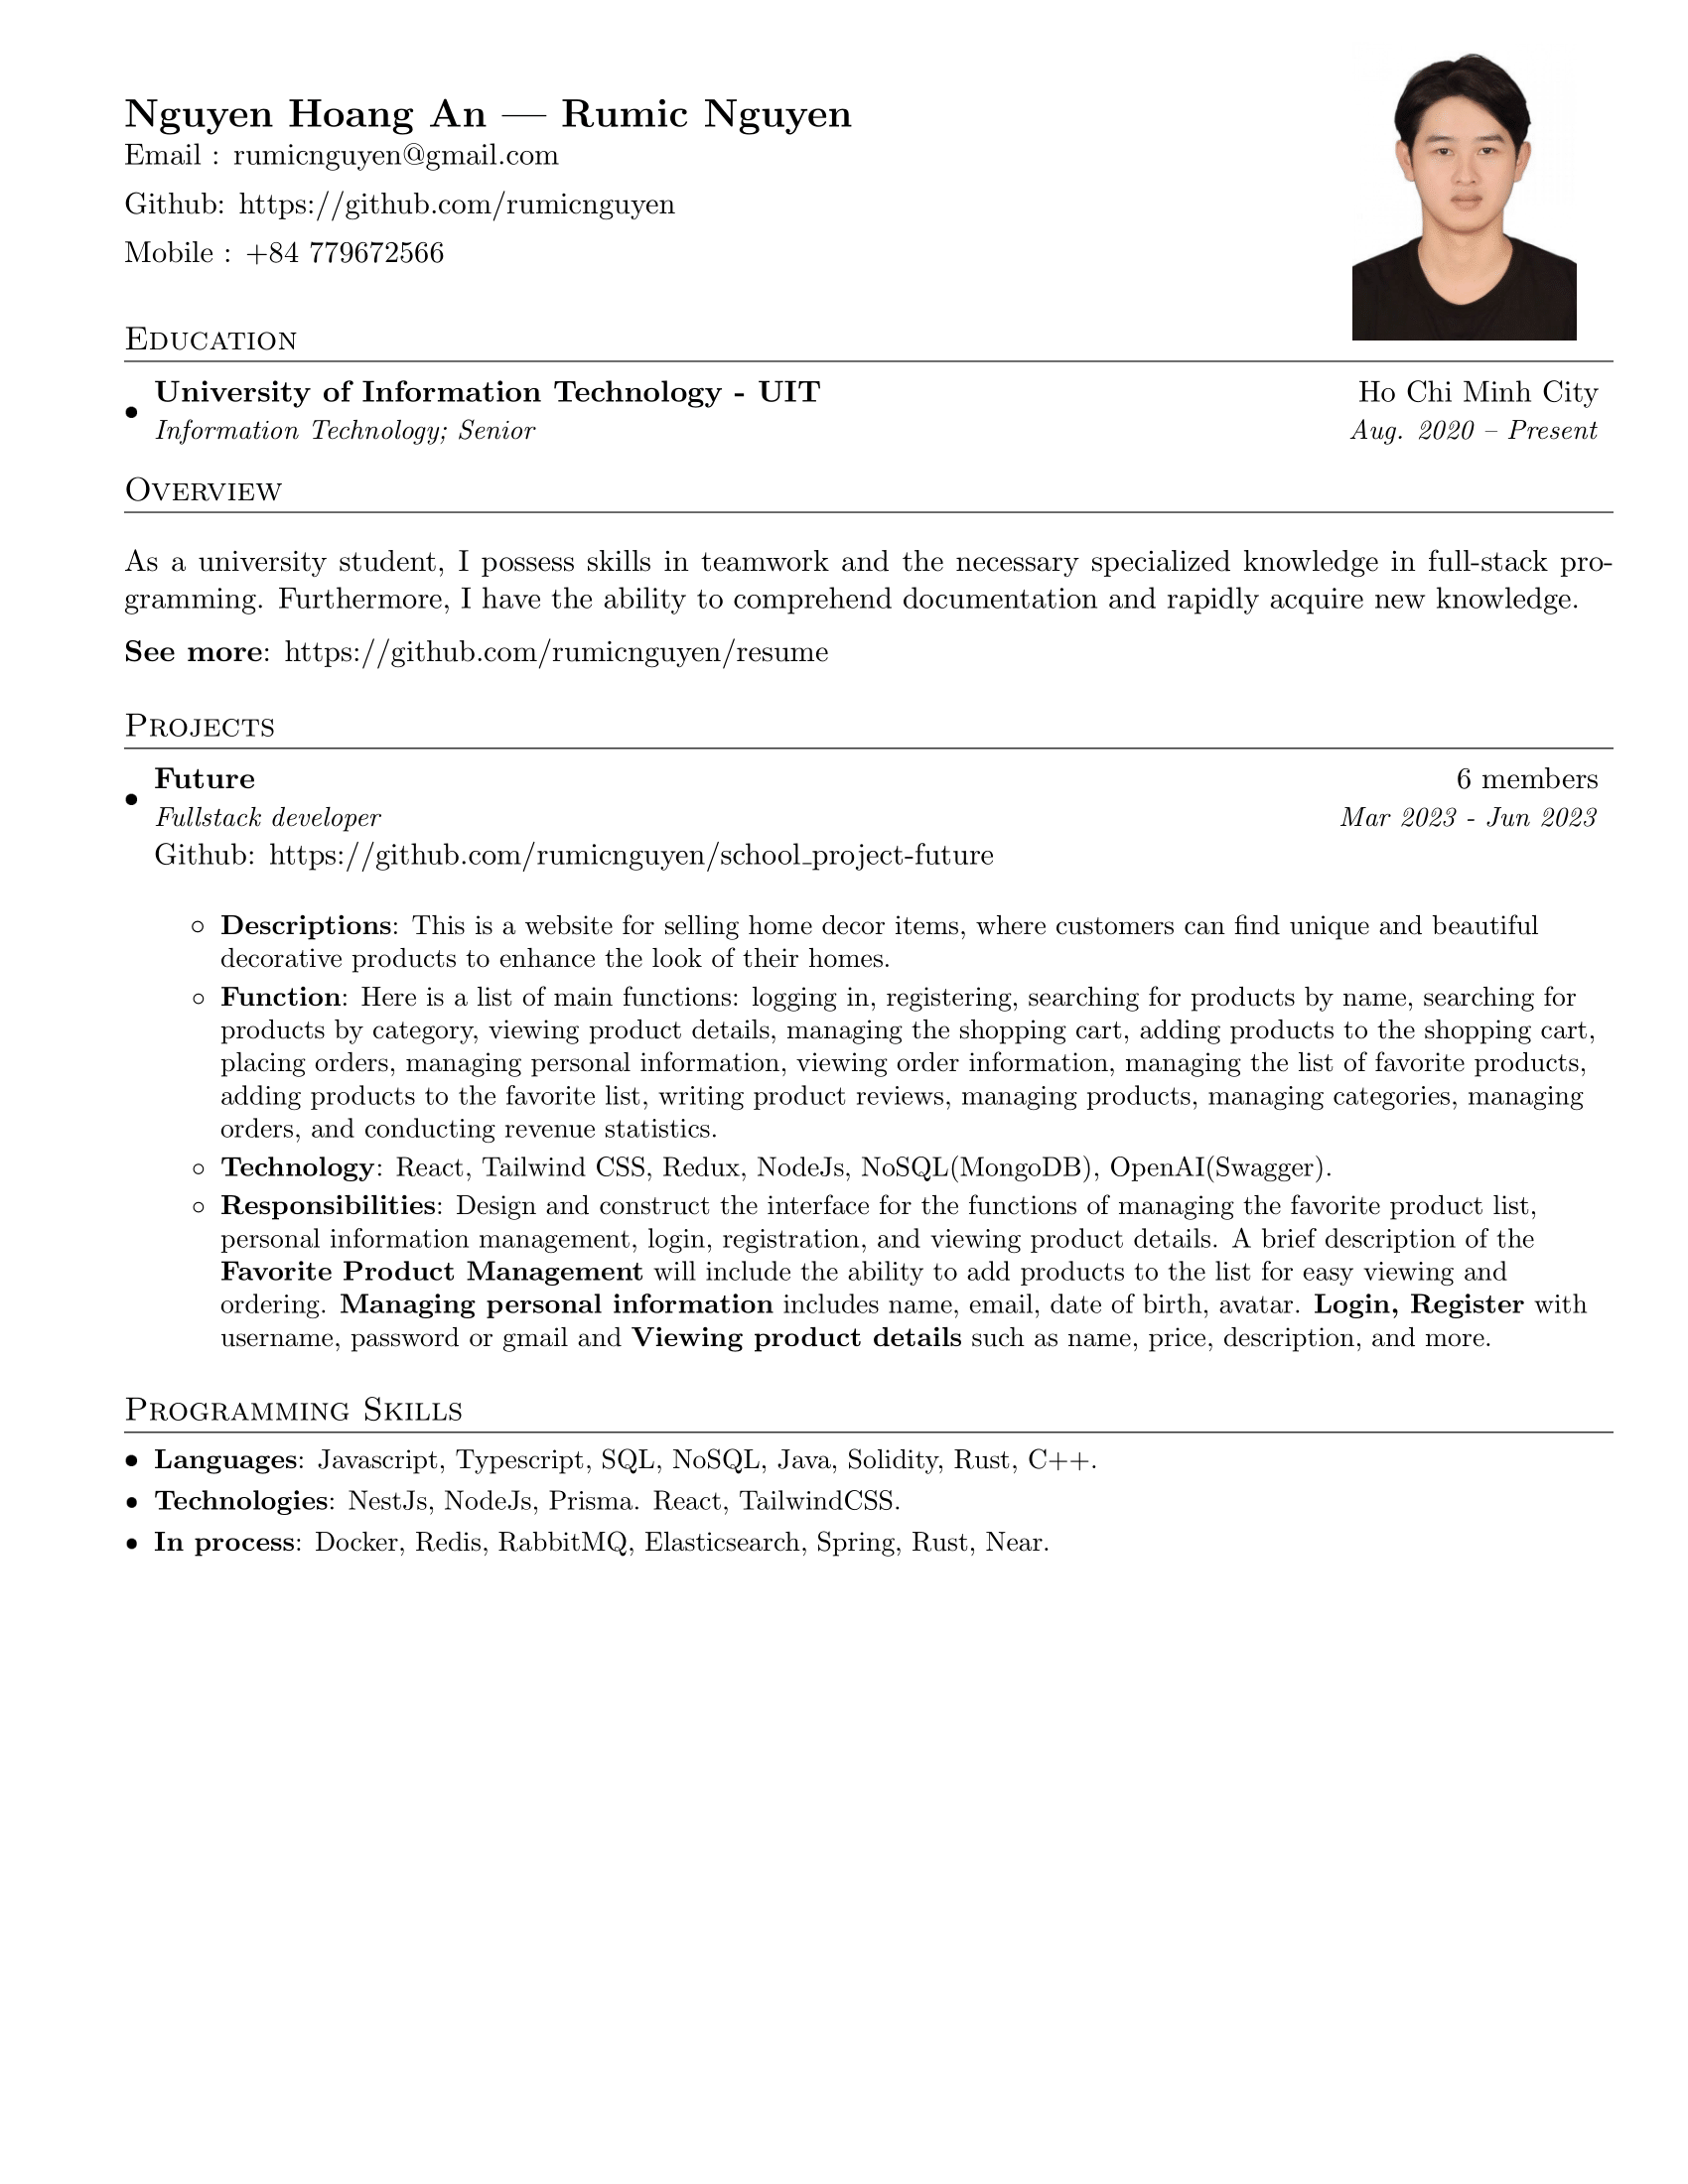 Nguyen Hoang An — Rumic Nguyen
Email : rumicnguyen@gmail.com
Github: https://github.com/rumicnguyen
Mobile : +84 779672566
Education
• University of Information Technology - UIT Ho Chi Minh City
Information Technology; Senior Aug. 2020 – Present
Overview
As a university student, I possess skills in teamwork and the necessary specialized knowledge in full-stack pro-
gramming. Furthermore, I have the ability to comprehend documentation and rapidly acquire new knowledge.
See more: https://github.com/rumicnguyen/resume
Projects
• Future 6 members
Fullstack developer Mar 2023 - Jun 2023
Github: https://github.com/rumicnguyen/school_project-future
◦ Descriptions: This is a website for selling home decor items, where customers can find unique and beautiful
decorative products to enhance the look of their homes.
◦ Function: Here is a list of main functions: logging in, registering, searching for products by name, searching for
products by category, viewing product details, managing the shopping cart, adding products to the shopping cart,
placing orders, managing personal information, viewing order information, managing the list of favorite products,
adding products to the favorite list, writing product reviews, managing products, managing categories, managing
orders, and conducting revenue statistics.
◦ Technology: React, Tailwind CSS, Redux, NodeJs, NoSQL(MongoDB), OpenAI(Swagger).
◦ Responsibilities: Design and construct the interface for the functions of managing the favorite product list,
personal information management, login, registration, and viewing product details. A brief description of the
Favorite Product Management will include the ability to add products to the list for easy viewing and
ordering. Managing personal information includes name, email, date of birth, avatar. Login, Register with
username, password or gmail and Viewing product details such as name, price, description, and more.
Programming Skills
• Languages: Javascript, Typescript, SQL, NoSQL, Java, Solidity, Rust, C++.
• Technologies: NestJs, NodeJs, Prisma. React, TailwindCSS.
• In process: Docker, Redis, RabbitMQ, Elasticsearch, Spring, Rust, Near.